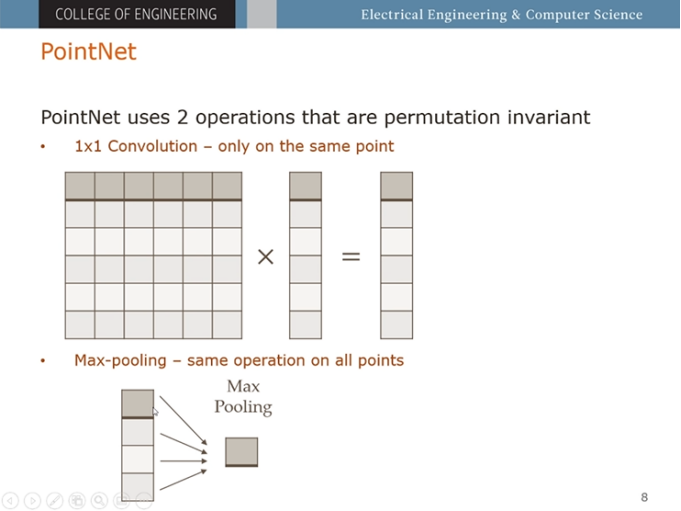 COLLEGE OF ENGINEERING
Electrical Engineering & Computer Science
PointNet
PointNet uses 2 operations that are permutation invariant
• 1x1 Convolution – only on the same point
× =
• Max-pooling – same operation on all points
Max
Pooling
8